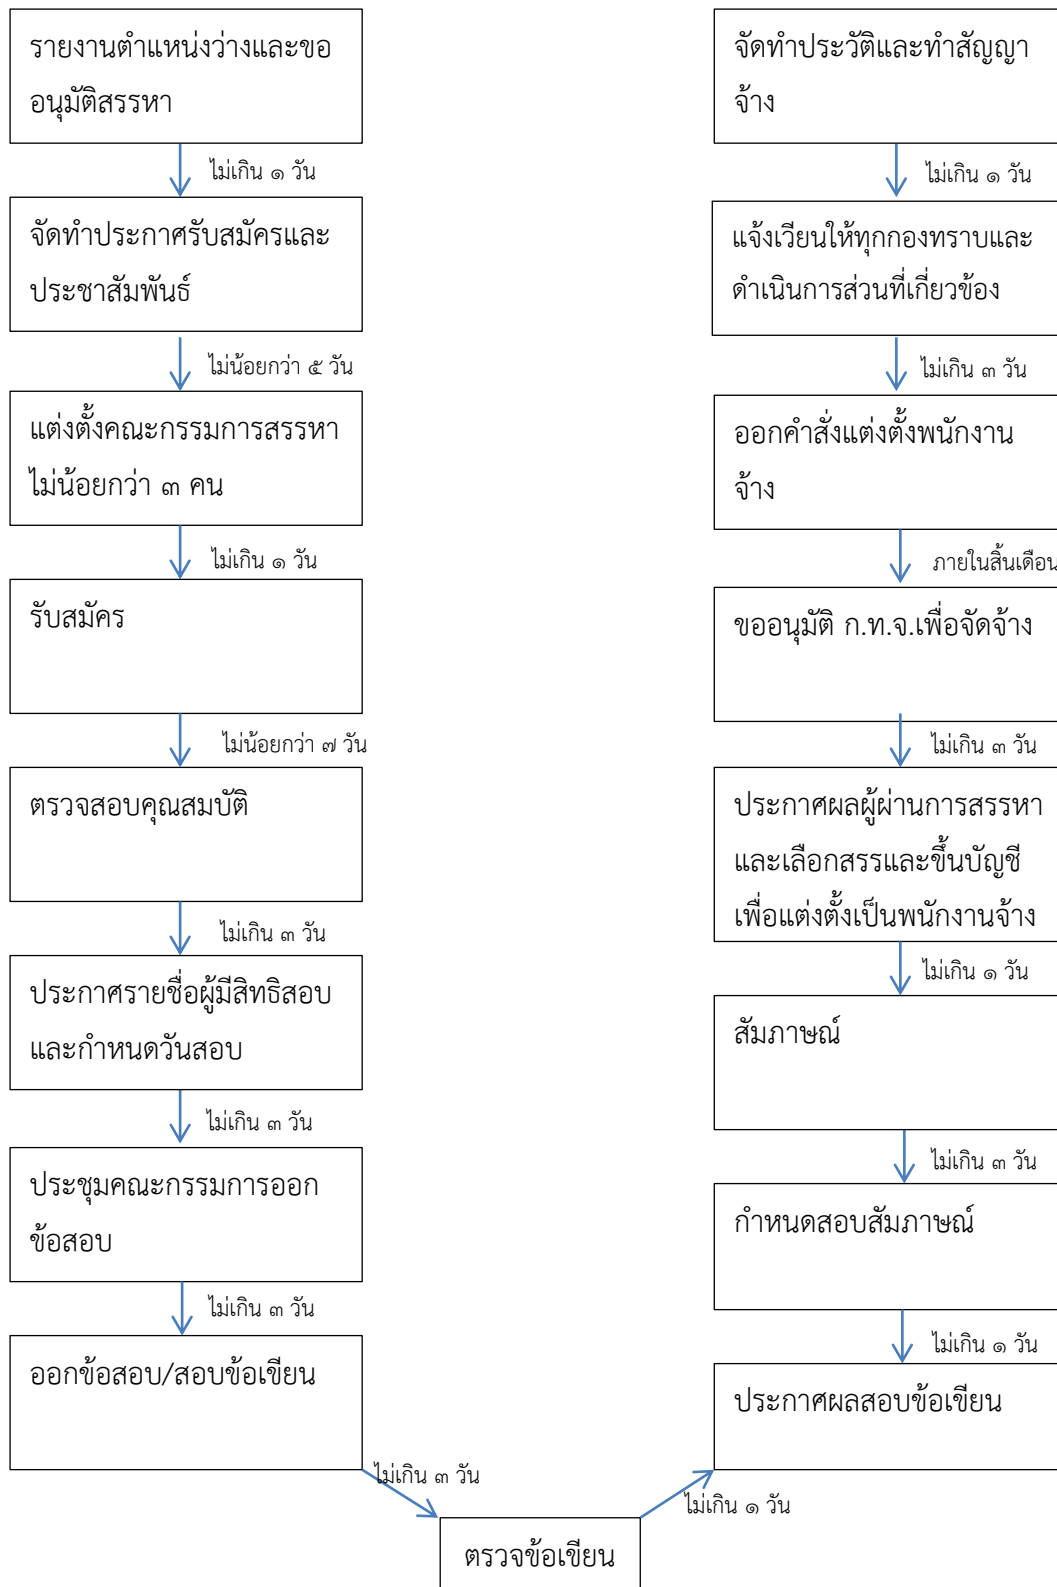 รายงานตำแหน่งว่างและขอ
อนุมัติสรรหา
ไม่เกิน ๑ วัน
จัดทำประกาศรับสมัครและ
ประชาสัมพันธ์
ไม่น้อยกว่า ๕ วัน
แต่งตั้งคณะกรรมการสรรหา
ไม่น้อยกว่า ๓ คน
ไม่เกิน ๑ วัน
รับสมัคร
ไม่น้อยกว่า ๗ วัน
ตรวจสอบคุณสมบัติ
ไม่เกิน ๓ วัน
ประกาศรายชื่อผู้มีสิทธิสอบ
และกำหนดวันสอบ
ไม่เกิน ๓ วัน
ประชุมคณะกรรมการออก
ข้อสอบ
ไม่เกิน ๓ วัน
ออกข้อสอบ/สอบข้อเขียน
ไม่เกิน ๓ วัน
ตรวจข้อเขียน
ไม่เกิน ๑ วัน
จัดทำประวัติและทำสัญญา
จ้าง
ไม่เกิน ๑ วัน
แจ้งเวียนให้ทุกกองทราบและ
ดำเนินการส่วนที่เกี่ยวข้อง
ไม่เกิน ๓ วัน
ออกคำสั่งแต่งตั้งพนักงาน
จ้าง
ภายในสิ้นเดือน
ขออนุมัติ ก.ท.จ.เพื่อจัดจ้าง
ไม่เกิน ๓ วัน
ประกาศผลผู้ผ่านการสรรหา
และเลือกสรรและขึ้นบัญชี
เพื่อแต่งตั้งเป็นพนักงานจ้าง
ไม่เกิน ๑ วัน
สัมภาษณ์
ไม่เกิน ๓ วัน
กำหนดสอบสัมภาษณ์
ไม่เกิน ๑ วัน
ประกาศผลสอบข้อเขียน